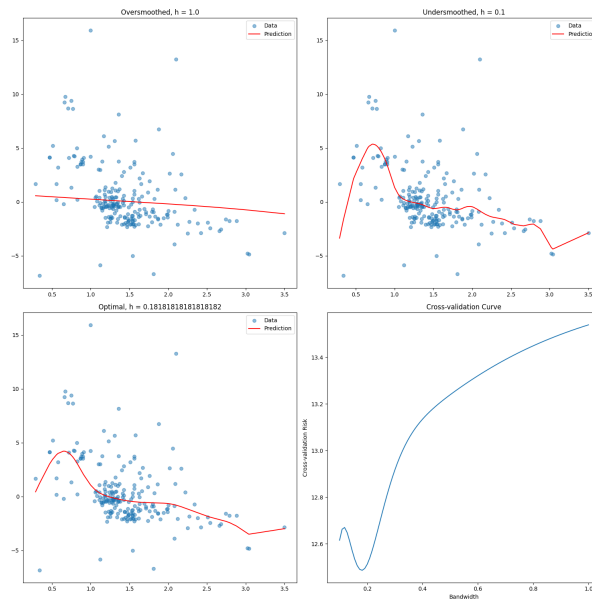 Oversmoothed, h = 1.0
Data
Prediction
15
10
5
0
−5
0.5 1.0 1.5 2.0 2.5 3.0 3.5
Undersmoothed, h = 0.1
Data
Prediction
15
10
5
0
−5
0.5 1.0 1.5 2.0 2.5 3.0 3.5
Optimal, h = 0.18181818181818182
Data
Prediction
15
10
5
0
−5
0.5 1.0 1.5 2.0 2.5 3.0 3.5
Cross-validation Curve
Cross-validation Risk
13.4
13.2
13.0
12.8
12.6
0.2 0.4 0.6 0.8 1.0
Bandwidth